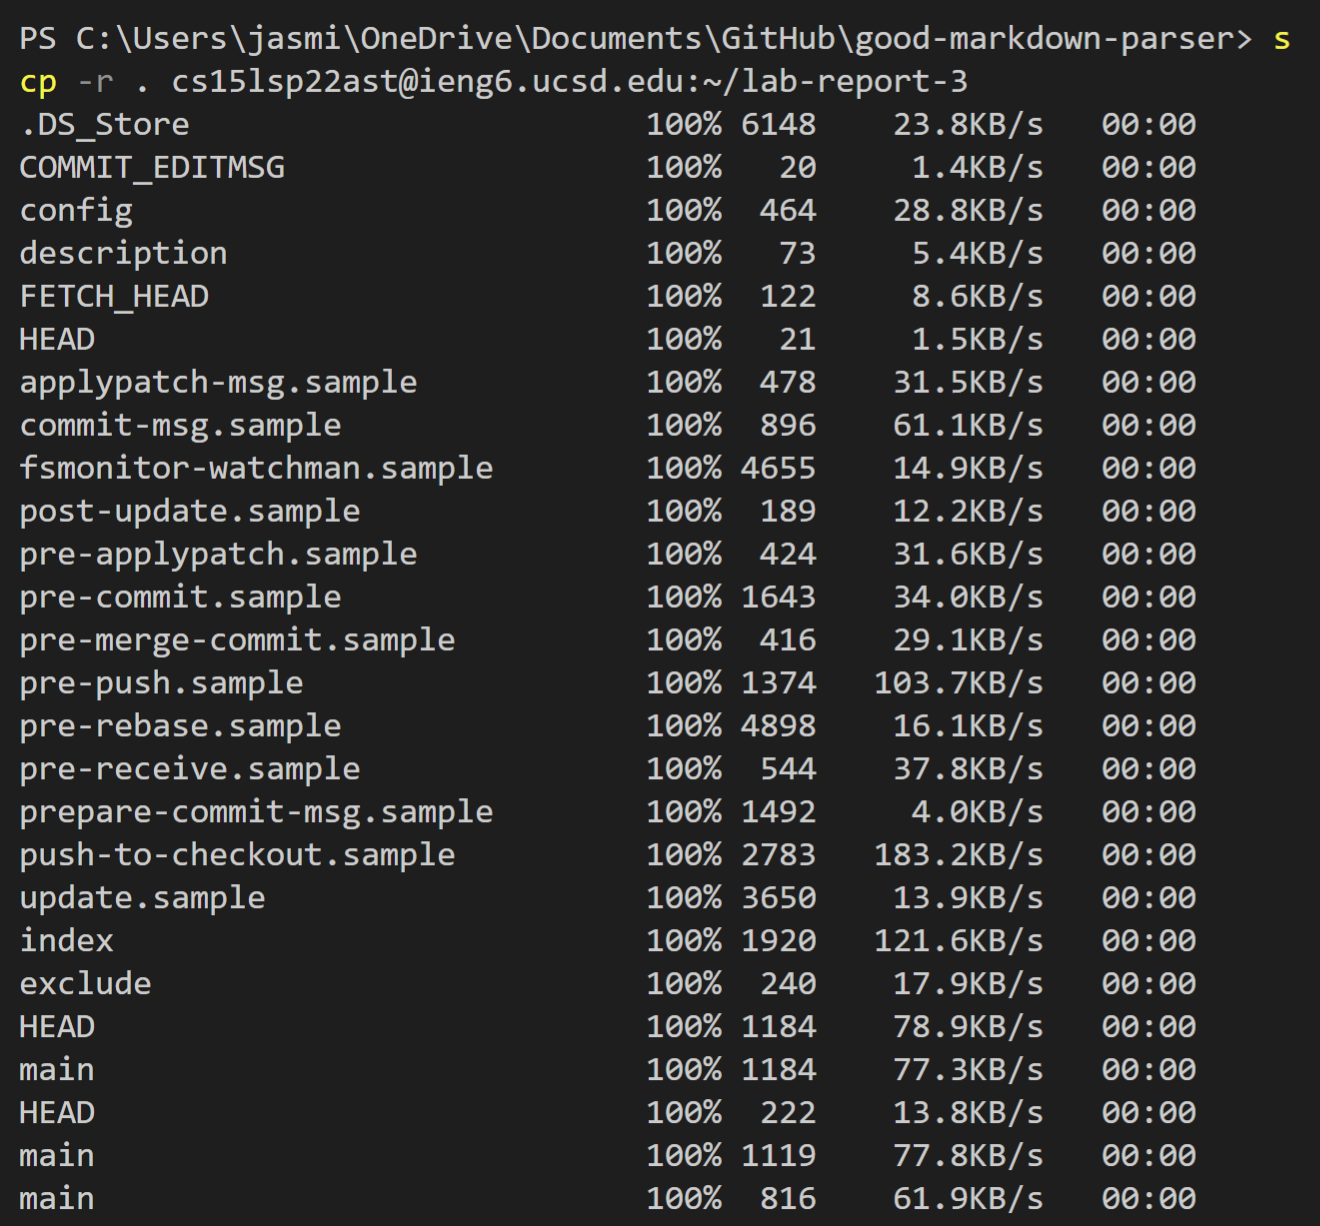 PS C:\Users\jasmi\OneDrive\Documents\GitHub\good-markdown-parser> s
cp -r . cs15lsp22ast@ieng6.ucsd.edu:~/lab-report-3
.DS_Store 100% 6148 23.8KB/s 00:00
COMMIT_EDITMSG 100% 20 1.4KB/s 00:00
config 100% 464 28.8KB/s 00:00
description 100% 73 5.4KB/s 00:00
FETCH_HEAD 100% 122 8.6KB/s 00:00
HEAD 100% 21 1.5KB/s 00:00
applypatch-msg.sample 100% 478 31.5KB/s 00:00
commit-msg.sample 100% 896 61.1KB/s 00:00
fsmonitor-watchman.sample 100% 4655 14.9KB/s 00:00
post-update.sample 100% 189 12.2KB/s 00:00
pre-applypatch.sample 100% 424 31.6KB/s 00:00
pre-commit.sample 100% 1643 34.0KB/s 00:00
pre-merge-commit.sample 100% 416 29.1KB/s 00:00
pre-push.sample 100% 1374 103.7KB/s 00:00
pre-rebase.sample 100% 4898 16.1KB/s 00:00
pre-receive.sample 100% 544 37.8KB/s 00:00
prepare-commit-msg.sample 100% 1492 4.0KB/s 00:00
push-to-checkout.sample 100% 2783 183.2KB/s 00:00
update.sample 100% 3650 13.9KB/s 00:00
index 100% 1920 121.6KB/s 00:00
exclude 100% 240 17.9KB/s 00:00
HEAD 100% 1184 78.9KB/s 00:00
main 100% 1184 77.3KB/s 00:00
HEAD 100% 222 13.8KB/s 00:00
main 100% 1119 77.8KB/s 00:00
main 100% 816 61.9KB/s 00:00